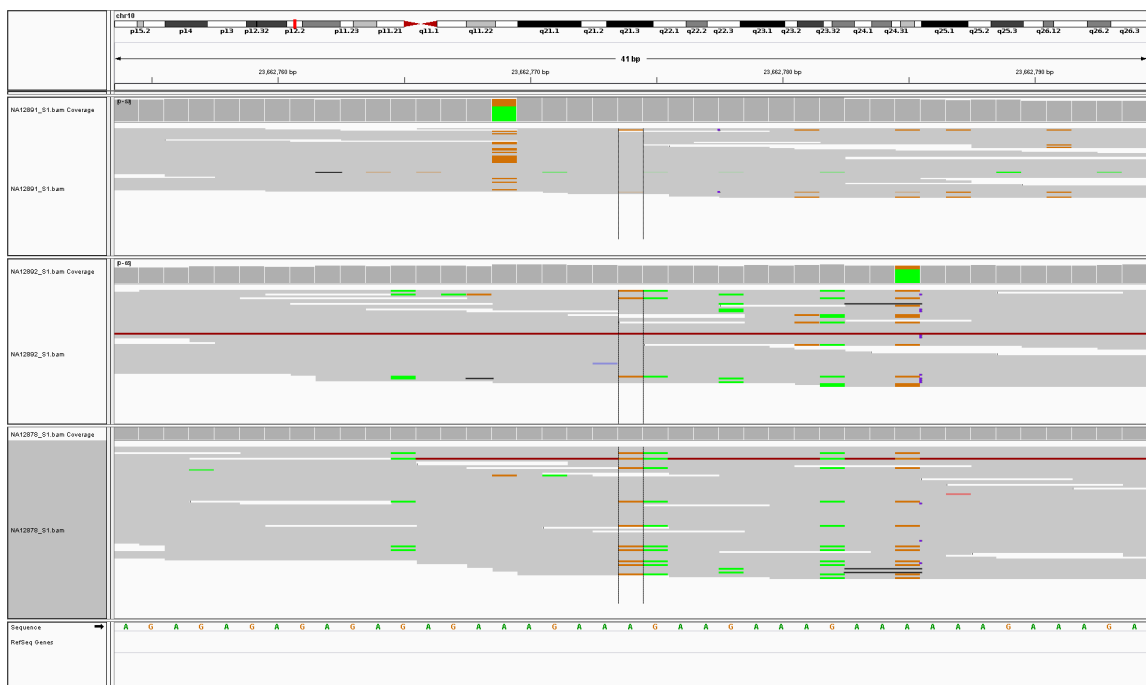 chr10
p15.2 p14 p13 p12.32 p12.2 p11.23 p11.21 q11.1 q11.22 q21.1 q21.2 q21.3 q22.1 q22.3 q23.1 q23.2 q23.32 q24.1 q24.31 q25.1 q25.2 q25.3 q26.12 q26.2 q26.3
41 bp
23,662,760 bp 23,662,770 bp 23,662,780 bp 23,662,790 bp
NA12891_S1.bam Coverage
NA12891_S1.bam
NA12892_S1.bam Coverage
NA12892_S1.bam
NA12878_S1.bam Coverage
NA12878_S1.bam
Sequence A G A G A G A G A G A G A G A A A G A A A G A A G A A A G A A A A A A G A A A G A
RefSeq Genes